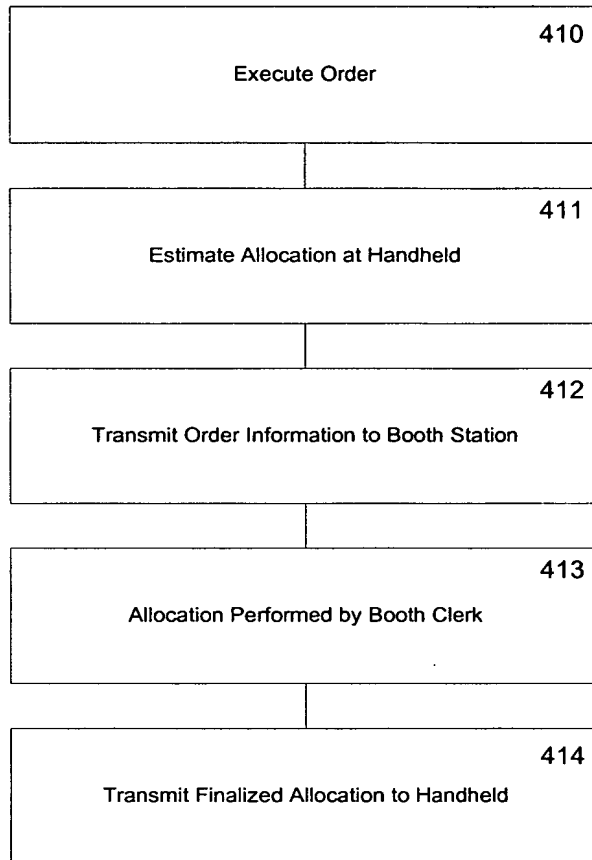 410
Execute Order
411
Estimate Allocation at Handheld
412
Transmit Order Information to Booth Station
413
Allocation Performed by Booth Clerk
414
Transmit Finalized Allocation to Handheld